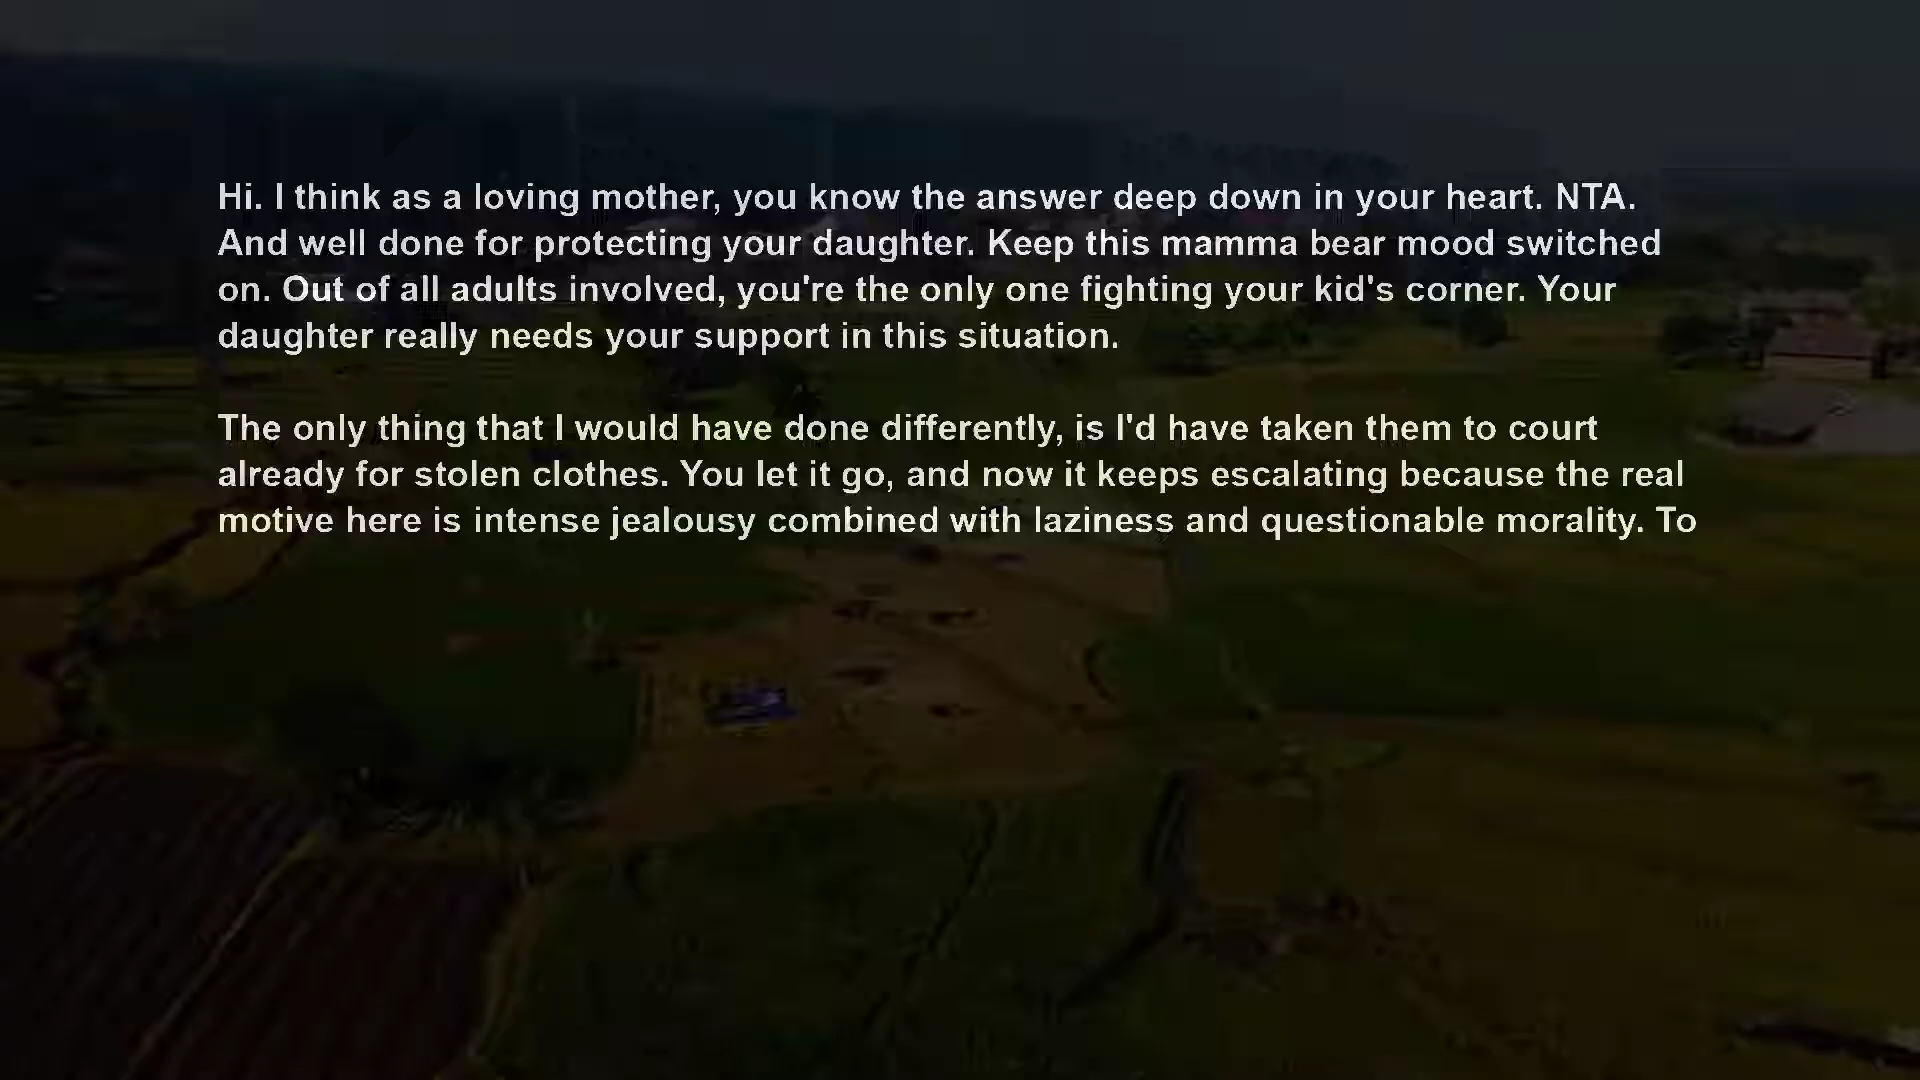 Hi. I think as a loving mother, you know the answer deep down in your heart. NTA.
And well done for protecting your daughter. Keep this mamma bear mood switched
on. Out of all adults involved, you're the only one fighting your kid's corner. Your
daughter really needs your support in this situation.
The only thing that I would have done differently, is I'd have taken them to court
already for stolen clothes. You let it go, and now it keeps escalating because the real
motive here is intense jealousy combined with laziness and questionable morality. To